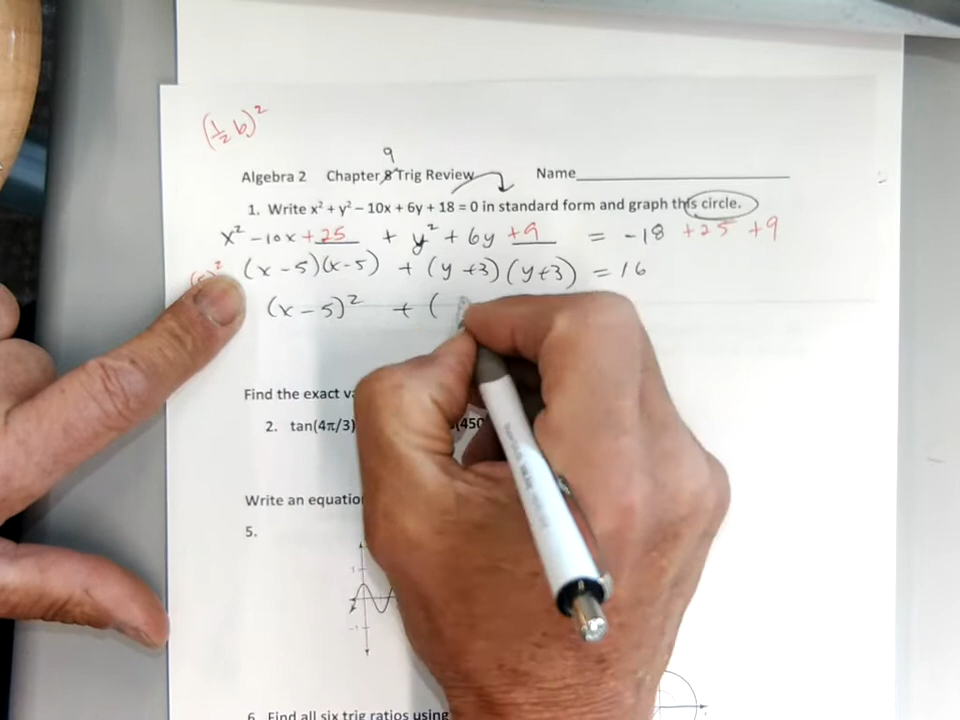 (½b)²
9
Algebra 2 Chapter 8 Trig Review Name
1. Write x² + y² – 10x + 6y + 18 = 0 in standard form and graph this circle.
x² - 10x + 25 + y² + 6y + 9 = -18 + 25 + 9
(x - 5)(x - 5) + (y + 3)(y + 3) = 16
(x - 5)² + (
Find the exact
2. tan(4π/3) (450
Write an
5.
1
-1
6. Find all six trig ratios using